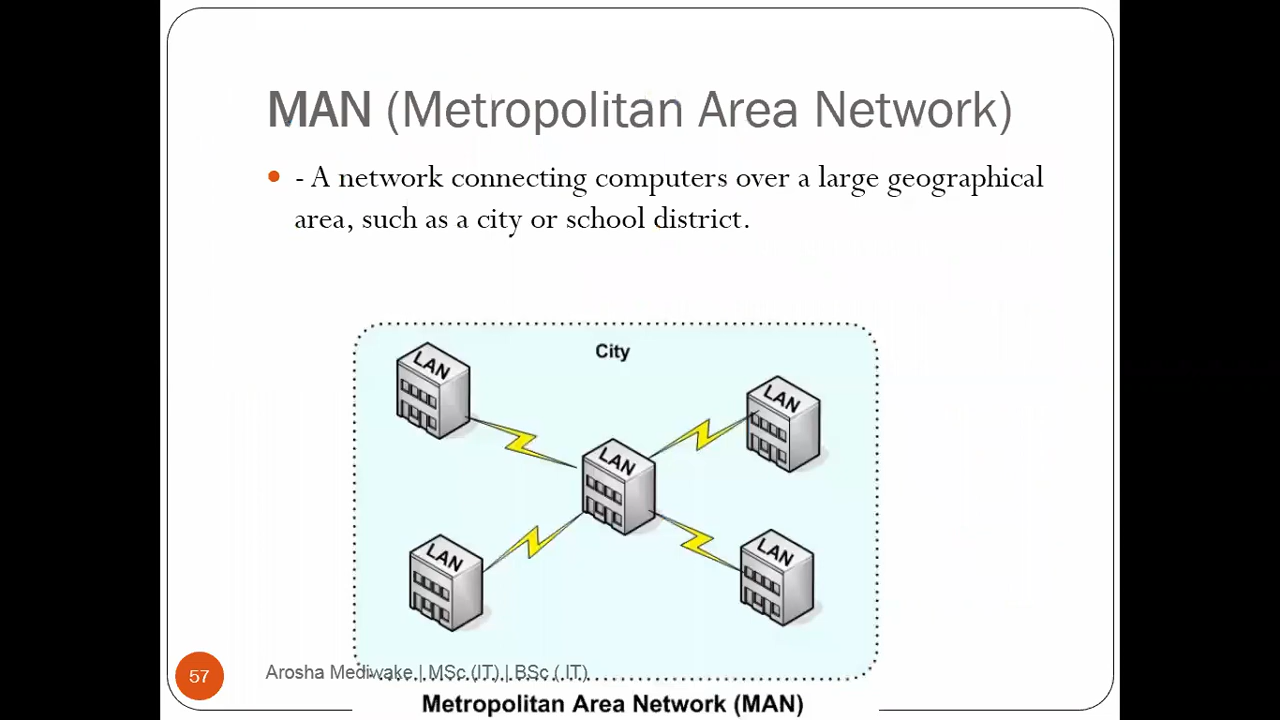 MAN (Metropolitan Area Network)
- A network connecting computers over a large geographical
area, such as a city or school district.
City
LAN
LAN
LAN
LAN
LAN
57
Arosha Mediwake | MSc (IT) | BSc ( IT)
Metropolitan Area Network (MAN)